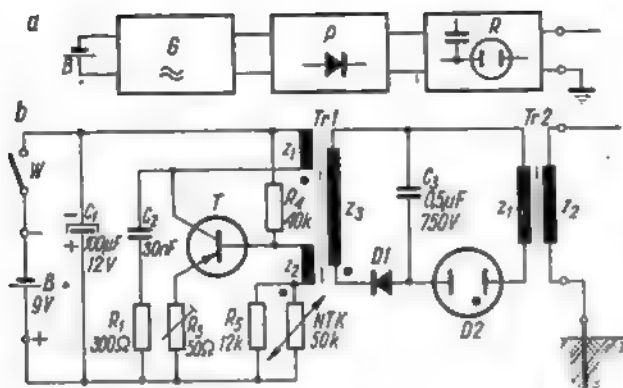 a
B
G
≈
P
R
b
Tr1
Tr2
W
C1
100µF
12V
C2
30nF
T
R4
40k
z1
z2
z3
C3
0,5µF
750V
z1
z2
D1
D2
B
9V
R1
300Ω
R3
50Ω
R5
12k
NTK
50k